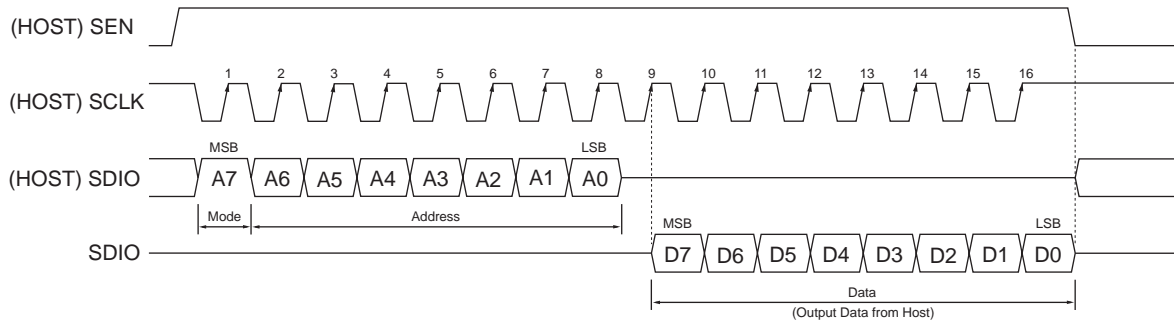 (HOST) SEN
1 2 3 4 5 6 7 8 9 10 11 12 13 14 15 16
(HOST) SCLK
MSB LSB
(HOST) SDIO A7 A6 A5 A4 A3 A2 A1 A0
Mode Address
MSB LSB
SDIO D7 D6 D5 D4 D3 D2 D1 D0
Data
(Output Data from Host)